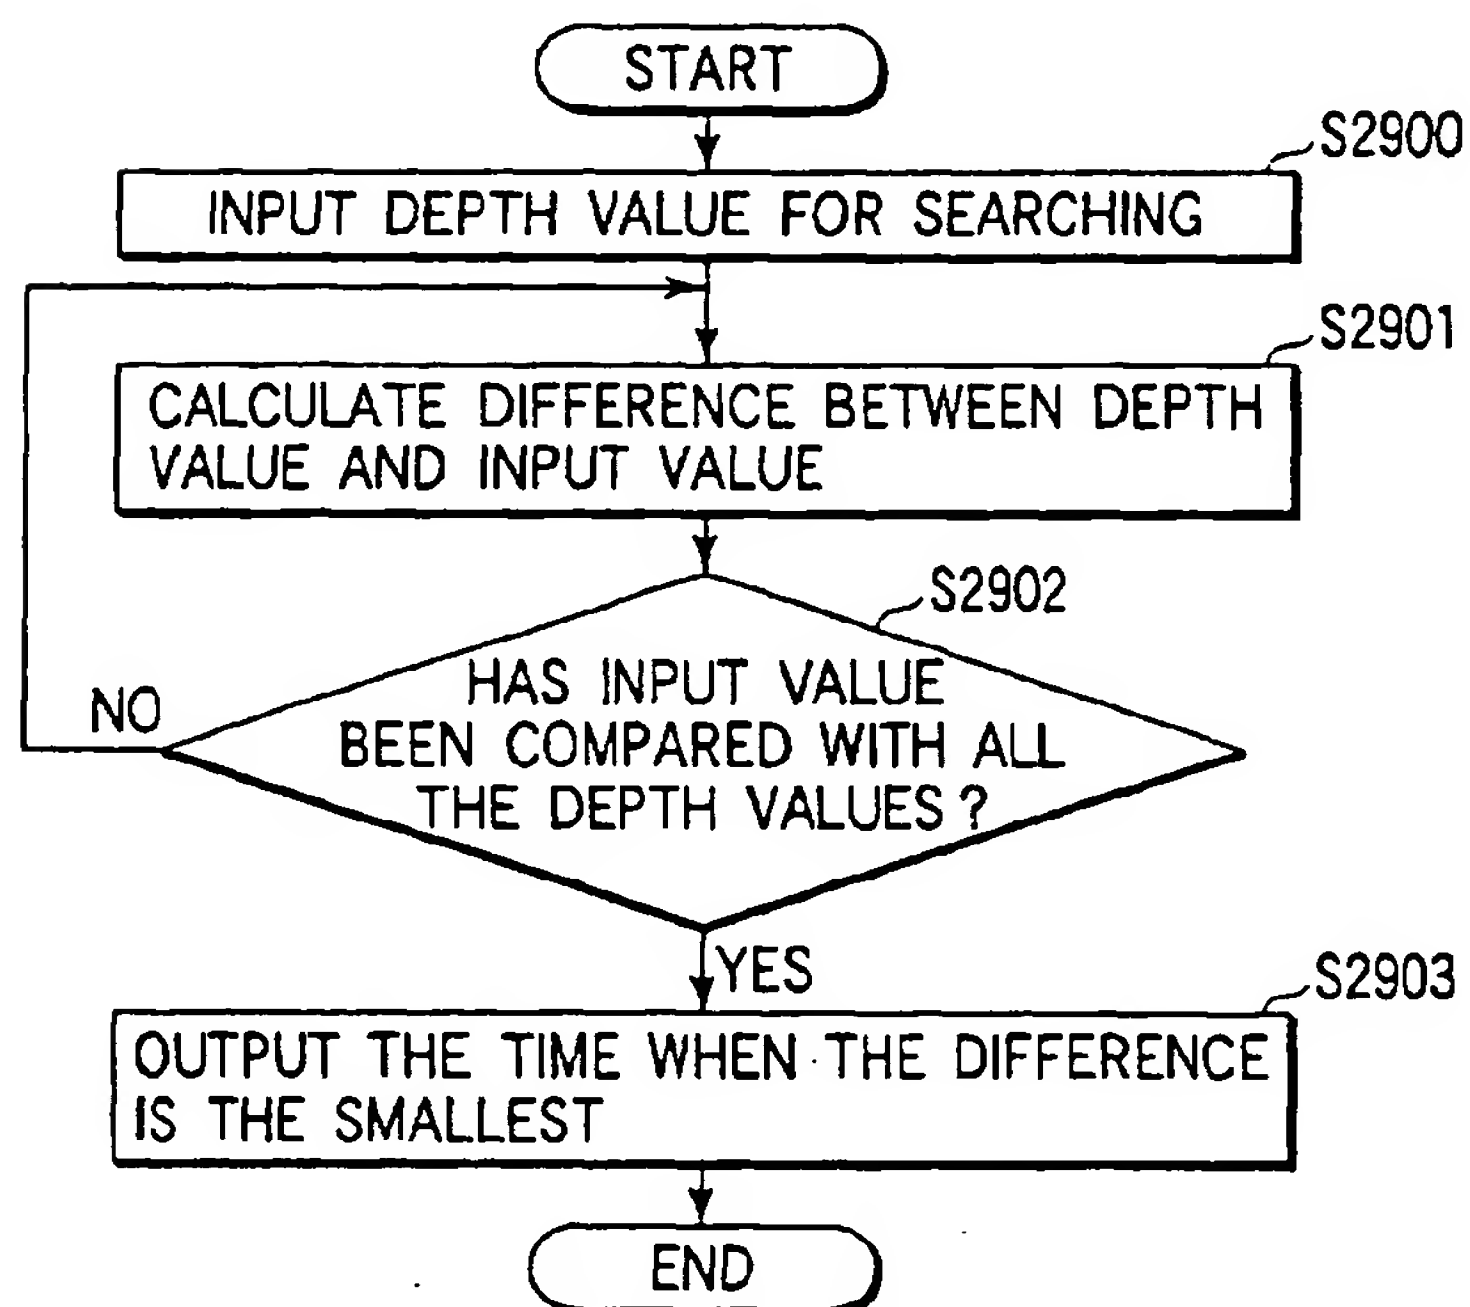 START
S2900
INPUT DEPTH VALUE FOR SEARCHING
S2901
CALCULATE DIFFERENCE BETWEEN DEPTH
VALUE AND INPUT VALUE
S2902
HAS INPUT VALUE
BEEN COMPARED WITH ALL
THE DEPTH VALUES?
NO
YES
S2903
OUTPUT THE TIME WHEN THE DIFFERENCE
IS THE SMALLEST
END